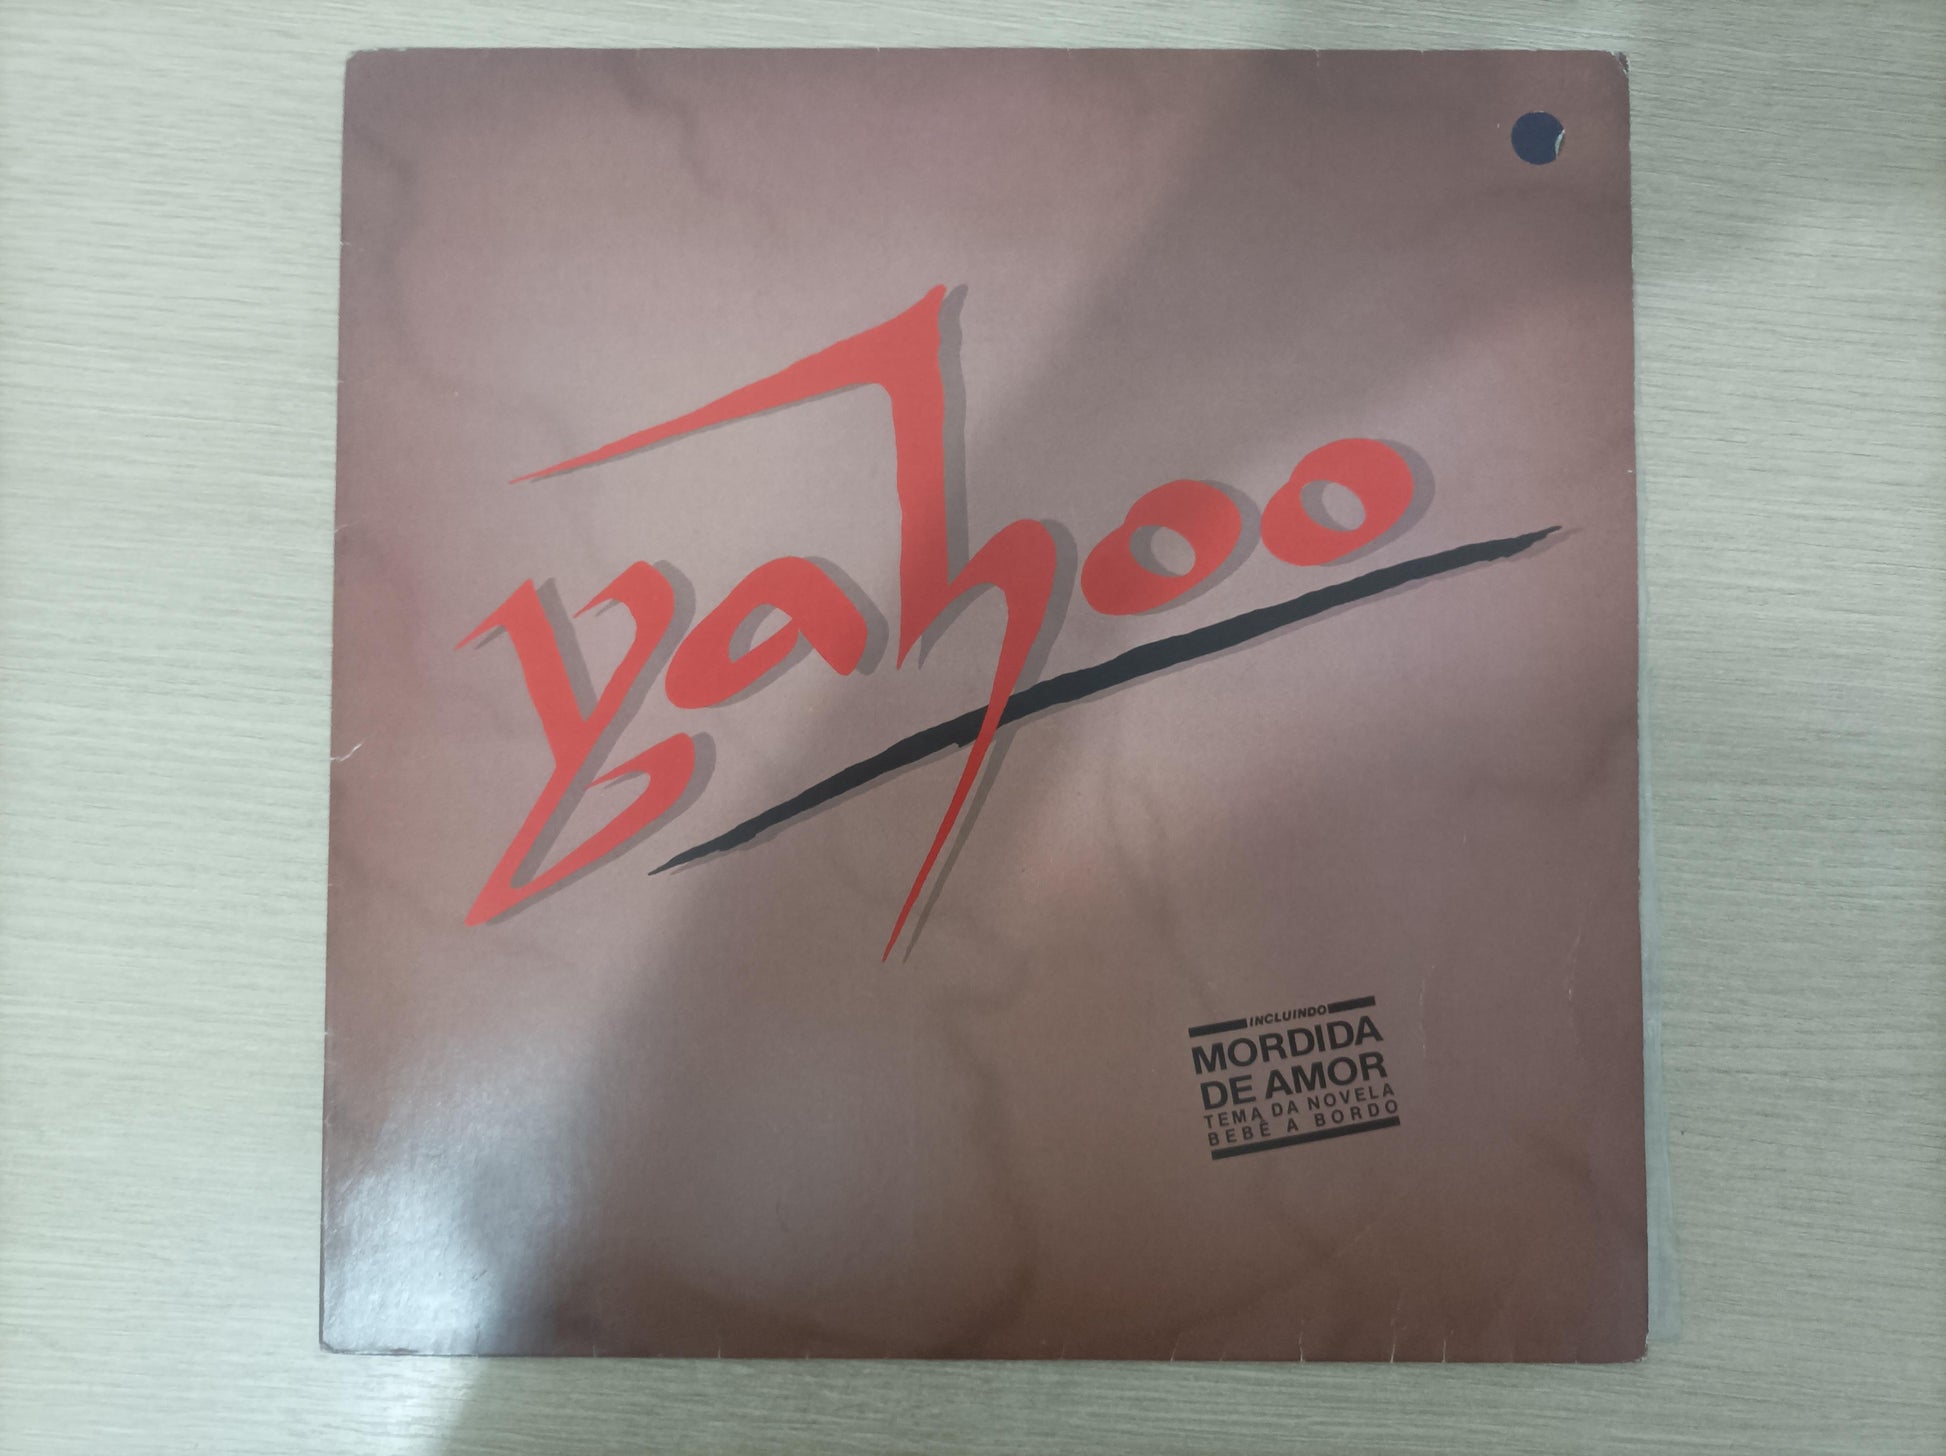 yahoo
INCLUINDO
MORDIDA
DE AMOR
TEMA DA NOVELA
BEBÊ A BORDO